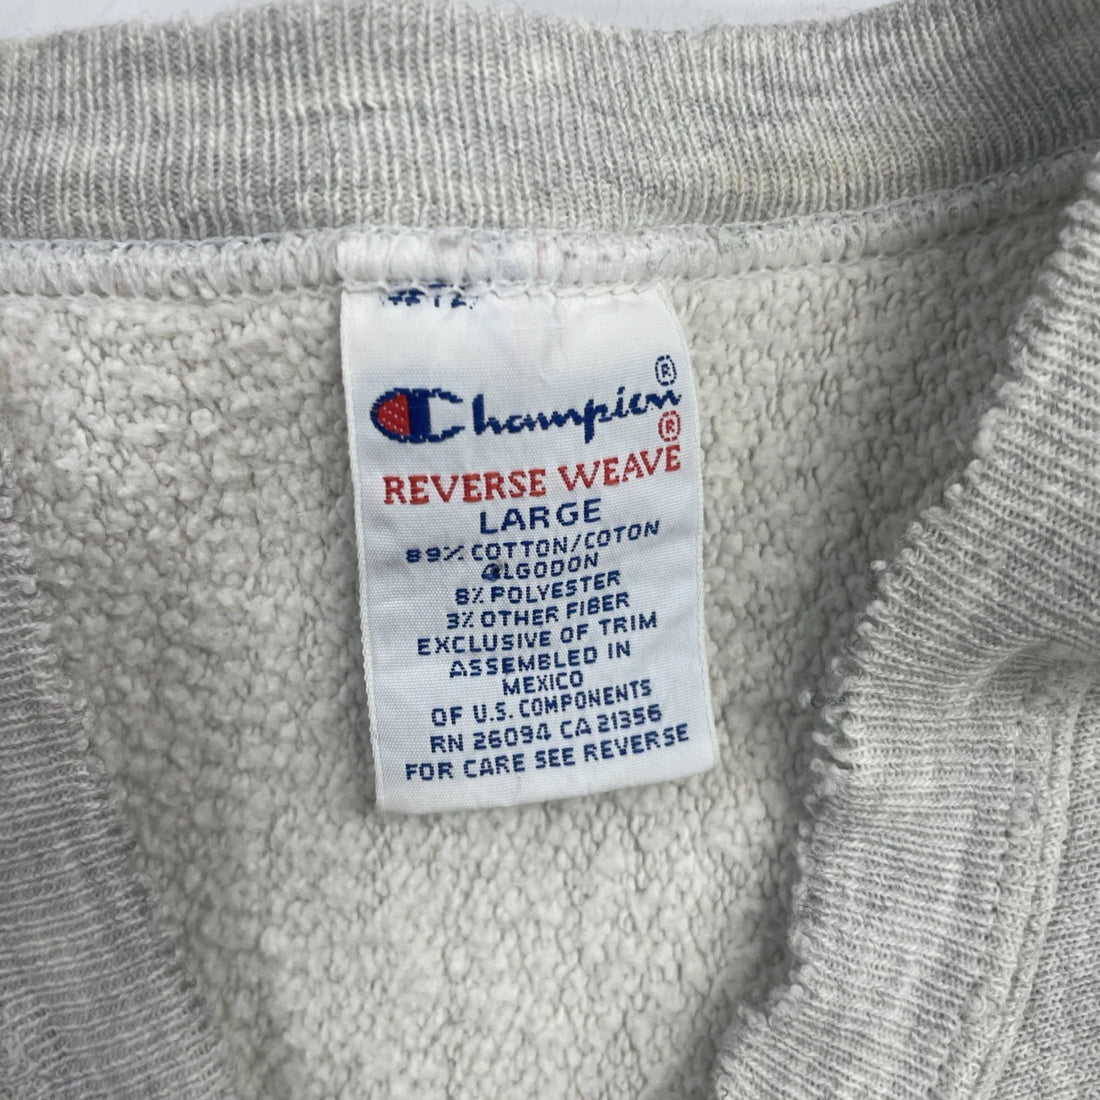 Champion®
REVERSE WEAVE®
LARGE
89% COTTON/COTON
ALGODON
8% POLYESTER
3% OTHER FIBER
EXCLUSIVE OF TRIM
ASSEMBLED IN
MEXICO
OF U.S. COMPONENTS
RN 26094 CA 21356
FOR CARE SEE REVERSE